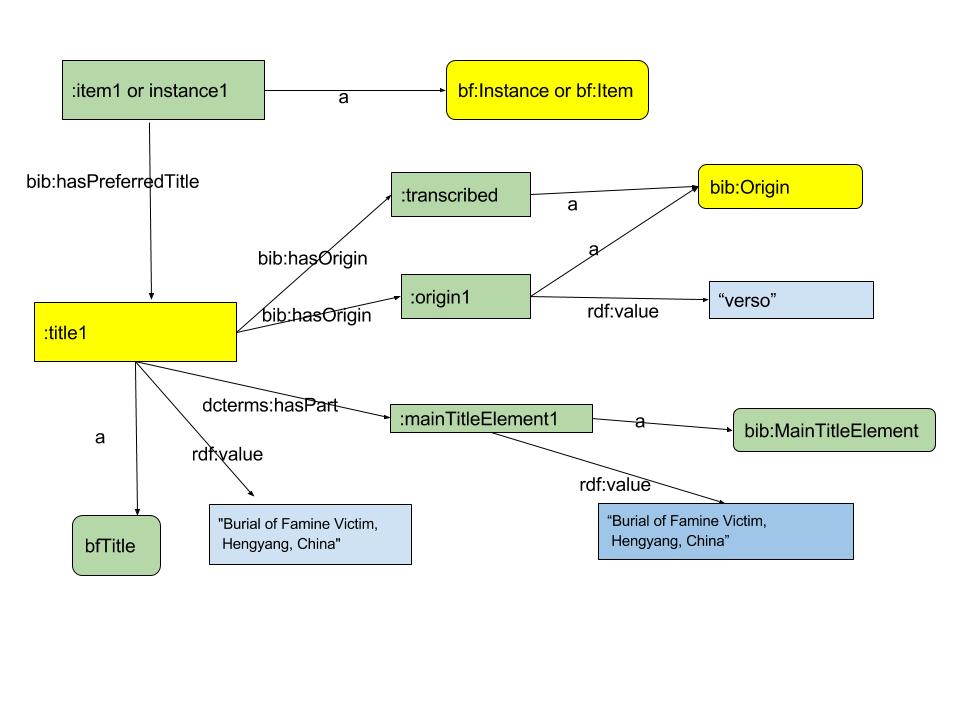 :item1 or instance1
a
bf:Instance or bf:Item
bib:hasPreferredTitle
:transcribed
a
bib:Origin
bib:hasOrigin
a
:origin1
bib:hasOrigin
rdf:value
“verso”
:title1
dcterms:hasPart
:mainTitleElement1
a
bib:MainTitleElement
a
rdf:value
rdf:value
"Burial of Famine Victim,
Hengyang, China"
“Burial of Famine Victim,
Hengyang, China”
bfTitle